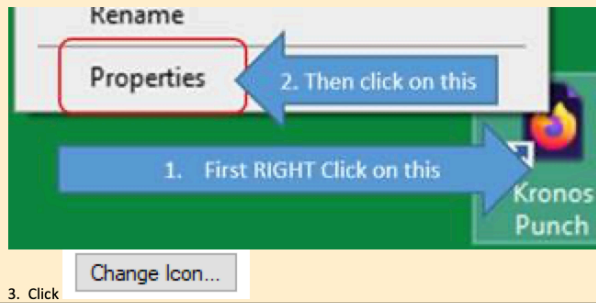 Rename
Properties
2. Then click on this
1. First RIGHT Click on this
Kronos
Punch
Change Icon...
3. Click